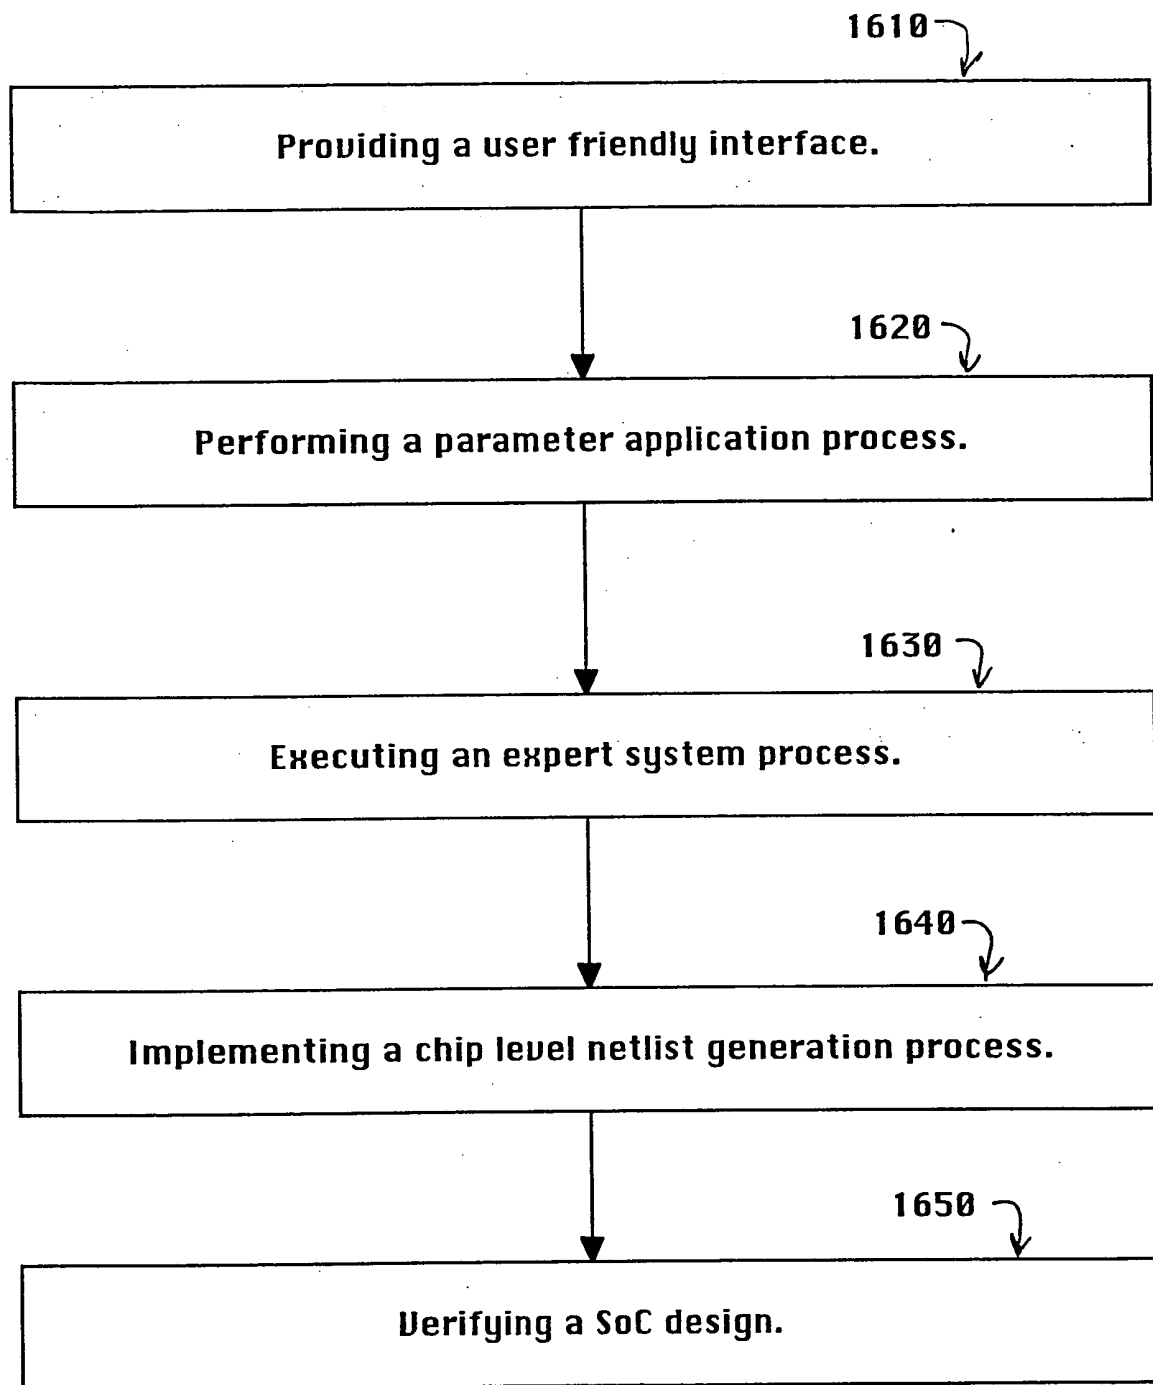 1610
Providing a user friendly interface.
1620
Performing a parameter application process.
1630
Executing an expert system process.
1640
Implementing a chip level netlist generation process.
1650
Verifying a SoC design.